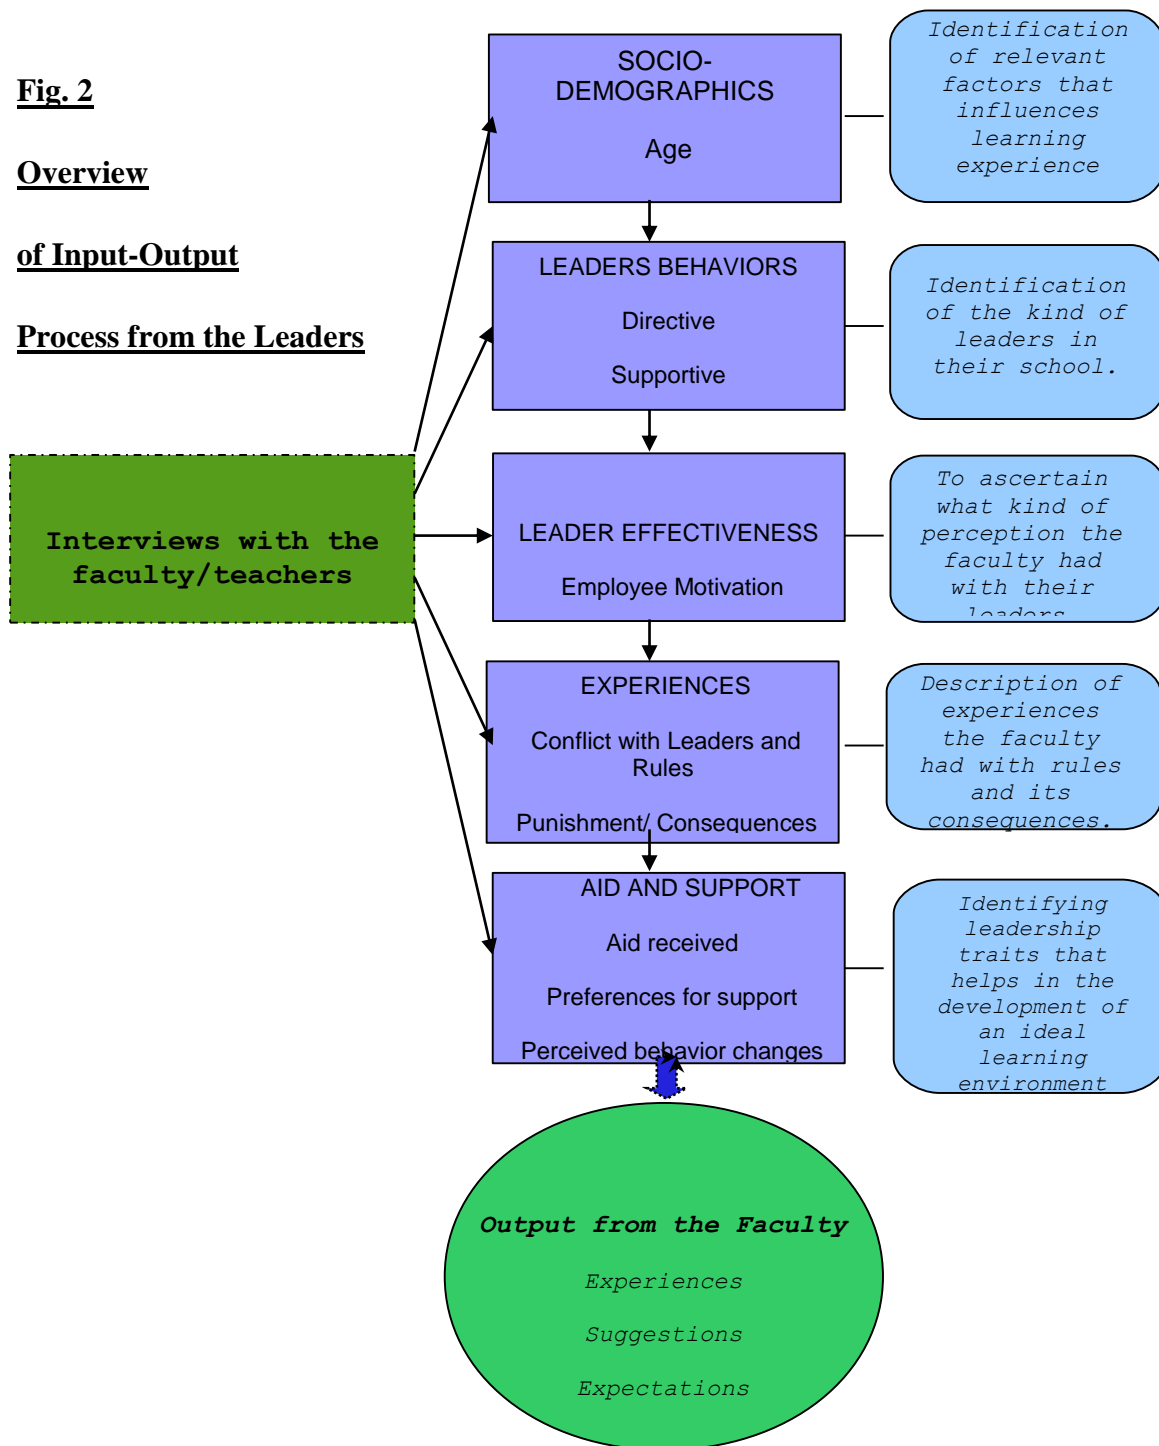 Fig. 2
Overview
of Input-Output
Process from the Leaders
Interviews with the
faculty/teachers
SOCIO-
DEMOGRAPHICS
Age
Identification
of relevant
factors that
influences
learning
experience
LEADERS BEHAVIORS
Directive
Supportive
Identification
of the kind of
leaders in
their school.
LEADER EFFECTIVENESS
Employee Motivation
To ascertain
what kind of
perception the
faculty had
with their
leaders
EXPERIENCES
Conflict with Leaders and
Rules
Punishment/ Consequences
Description of
experiences
the faculty
had with rules
and its
consequences.
AID AND SUPPORT
Aid received
Preferences for support
Perceived behavior changes
Identifying
leadership
traits that
helps in the
development of
an ideal
learning
environment
Output from the Faculty
Experiences
Suggestions
Expectations